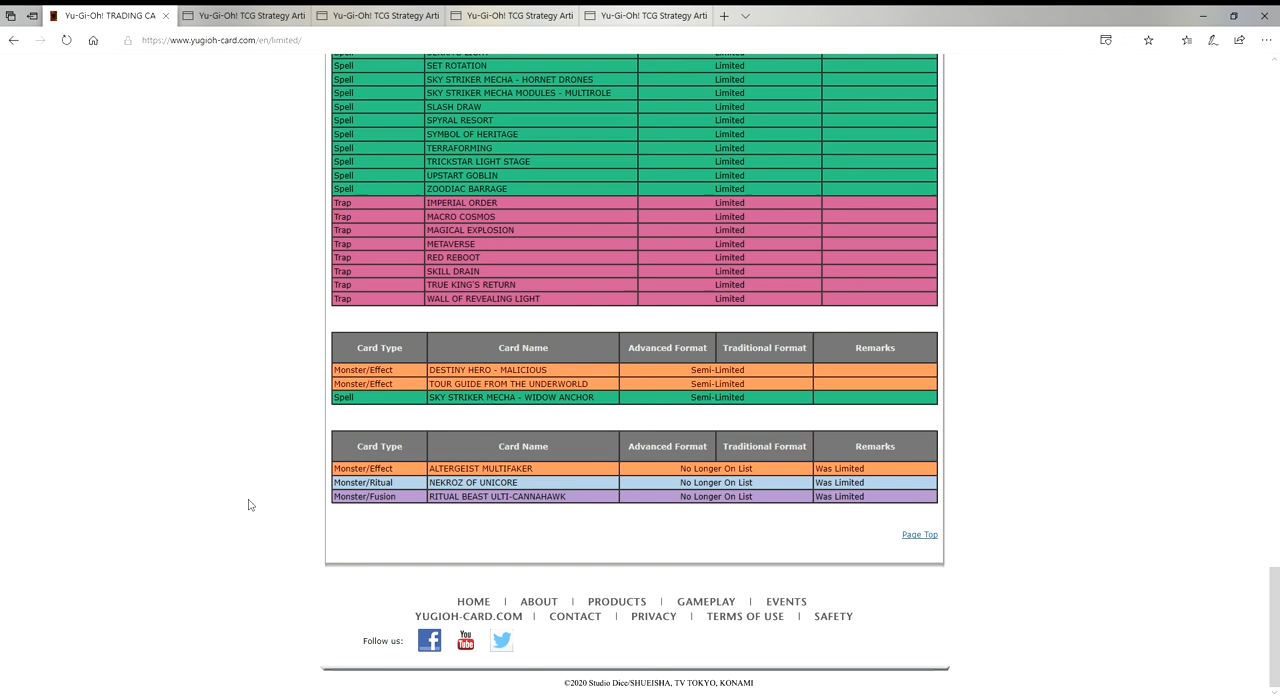 Yu-Gi-Oh! TRADING CA
Yu-Gi-Oh! TCG Strategy Arti
Yu-Gi-Oh! TCG Strategy Arti
Yu-Gi-Oh! TCG Strategy Arti
Yu-Gi-Oh! TCG Strategy Arti
https://www.yugioh-card.com/en/limited/
Spell SET ROTATION Limited
Spell SKY STRIKER MECHA - HORNET DRONES Limited
Spell SKY STRIKER MECHA MODULES - MULTIROLE Limited
Spell SLASH DRAW Limited
Spell SPYRAL RESORT Limited
Spell SYMBOL OF HERITAGE Limited
Spell TERRAFORMING Limited
Spell TRICKSTAR LIGHT STAGE Limited
Spell UPSTART GOBLIN Limited
Spell ZOODIAC BARRAGE Limited
Trap IMPERIAL ORDER Limited
Trap MACRO COSMOS Limited
Trap MAGICAL EXPLOSION Limited
Trap METAVERSE Limited
Trap RED REBOOT Limited
Trap SKILL DRAIN Limited
Trap TRUE KING'S RETURN Limited
Trap WALL OF REVEALING LIGHT Limited
Card Type Card Name Advanced Format Traditional Format Remarks
Monster/Effect DESTINY HERO - MALICIOUS Semi-Limited
Monster/Effect TOUR GUIDE FROM THE UNDERWORLD Semi-Limited
Spell SKY STRIKER MECHA - WIDOW ANCHOR Semi-Limited
Card Type Card Name Advanced Format Traditional Format Remarks
Monster/Effect ALTERGEIST MULTIFAKER No Longer On List Was Limited
Monster/Ritual NEKROZ OF UNICORE No Longer On List Was Limited
Monster/Fusion RITUAL BEAST ULTI-CANNAHAWK No Longer On List Was Limited
Page Top
HOME | ABOUT | PRODUCTS | GAMEPLAY | EVENTS
YUGIOH-CARD.COM | CONTACT | PRIVACY | TERMS OF USE | SAFETY
Follow us: f You Tube
©2020 Studio Dice/SHUEISHA, TV TOKYO, KONAMI